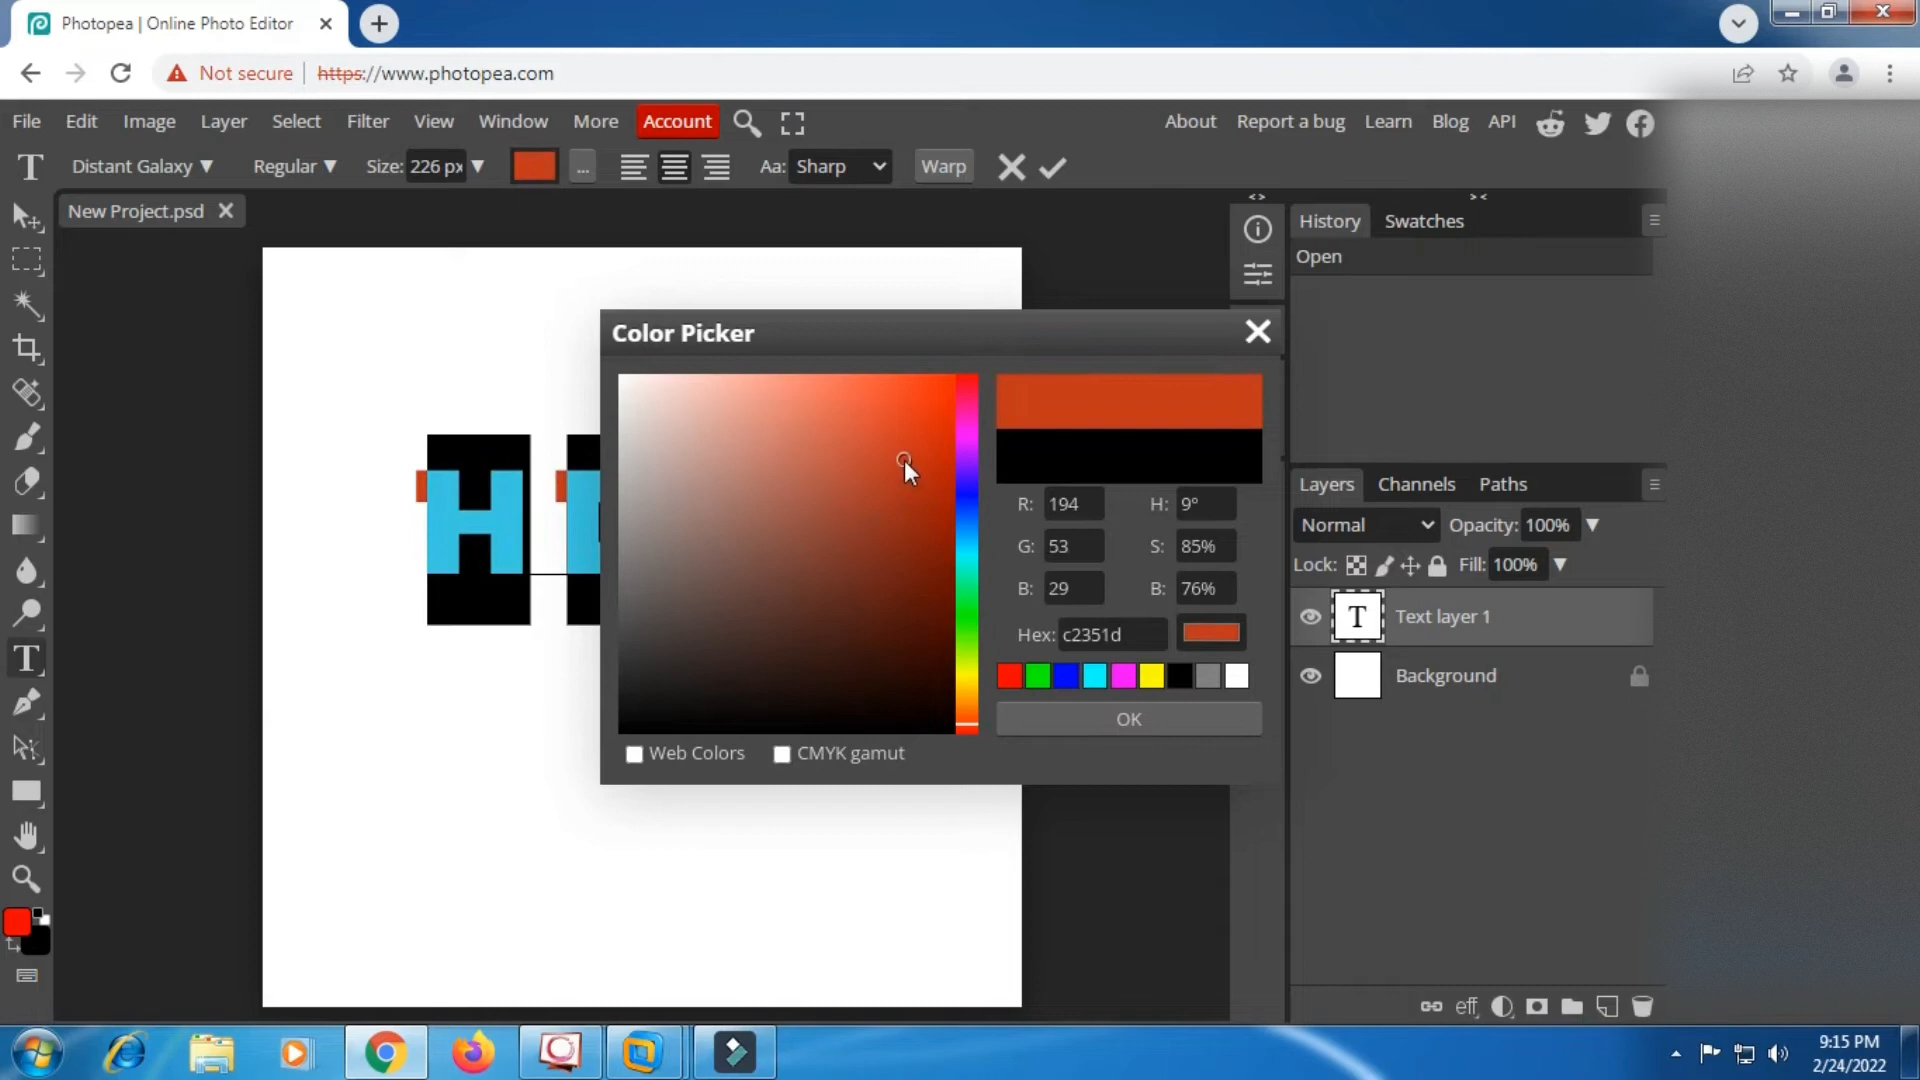 Photopea | Online Photo Editor
Not secure https://www.photopea.com
File Edit Image Layer Select Filter View Window More Account About Report a bug Learn Blog API
T Distant Galaxy Regular Size: 226 px ... Aa: Sharp Warp
New Project.psd
History Swatches
Open
Color Picker
H
R: 194 H: 9°
G: 53 S: 85%
B: 29 B: 76%
Hex: c2351d
OK
Web Colors CMYK gamut
Layers Channels Paths
Normal Opacity: 100%
Lock: Fill: 100%
T Text layer 1
Background
eff
9:15 PM
2/24/2022